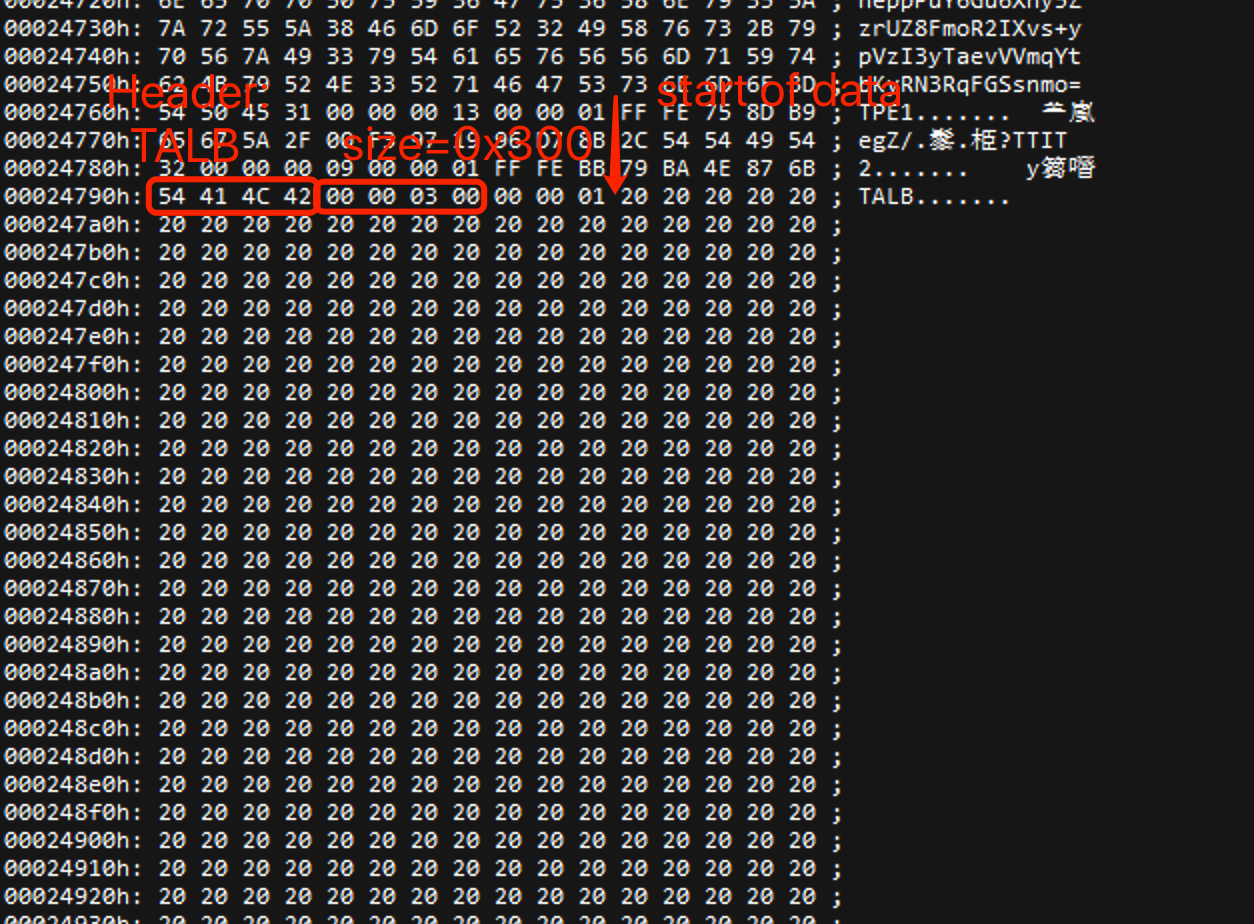 00024730h: 7A 72 55 5A 38 46 6D 6F 52 32 49 58 76 73 2B 79 ; zrUZ8FmoR2IXvs+y
00024740h: 70 56 7A 49 33 79 54 61 65 76 56 56 6D 71 59 74 ; pVzI3yTaevVVmqYt
Header:
start of data
00024750h: 62 4B 79 52 4E 33 52 71 46 47 53 73 6E 6D 6F 3D ; bKyRN3RqFGSsnmo=
00024760h: 54 50 45 31 00 00 00 13 00 00 01 FF FE 75 8D B9 ; TPE1.......
TALB
size=0x300
00024770h: 65 67 5A 2F 00 F3 97 19 96 D7 8B 2C 54 54 49 54 ; egZ/.
00024780h: 32 00 00 00 09 00 00 01 FF FE BB 79 BA 4E 87 6B ; 2.......
00024790h: 54 41 4C 42 00 00 03 00 00 00 01 20 20 20 20 20 ; TALB.......
000247a0h: 20 20 20 20 20 20 20 20 20 20 20 20 20 20 20 20 ;
000247b0h: 20 20 20 20 20 20 20 20 20 20 20 20 20 20 20 20 ;
000247c0h: 20 20 20 20 20 20 20 20 20 20 20 20 20 20 20 20 ;
000247d0h: 20 20 20 20 20 20 20 20 20 20 20 20 20 20 20 20 ;
000247e0h: 20 20 20 20 20 20 20 20 20 20 20 20 20 20 20 20 ;
000247f0h: 20 20 20 20 20 20 20 20 20 20 20 20 20 20 20 20 ;
00024800h: 20 20 20 20 20 20 20 20 20 20 20 20 20 20 20 20 ;
00024810h: 20 20 20 20 20 20 20 20 20 20 20 20 20 20 20 20 ;
00024820h: 20 20 20 20 20 20 20 20 20 20 20 20 20 20 20 20 ;
00024830h: 20 20 20 20 20 20 20 20 20 20 20 20 20 20 20 20 ;
00024840h: 20 20 20 20 20 20 20 20 20 20 20 20 20 20 20 20 ;
00024850h: 20 20 20 20 20 20 20 20 20 20 20 20 20 20 20 20 ;
00024860h: 20 20 20 20 20 20 20 20 20 20 20 20 20 20 20 20 ;
00024870h: 20 20 20 20 20 20 20 20 20 20 20 20 20 20 20 20 ;
00024880h: 20 20 20 20 20 20 20 20 20 20 20 20 20 20 20 20 ;
00024890h: 20 20 20 20 20 20 20 20 20 20 20 20 20 20 20 20 ;
000248a0h: 20 20 20 20 20 20 20 20 20 20 20 20 20 20 20 20 ;
000248b0h: 20 20 20 20 20 20 20 20 20 20 20 20 20 20 20 20 ;
000248c0h: 20 20 20 20 20 20 20 20 20 20 20 20 20 20 20 20 ;
000248d0h: 20 20 20 20 20 20 20 20 20 20 20 20 20 20 20 20 ;
000248e0h: 20 20 20 20 20 20 20 20 20 20 20 20 20 20 20 20 ;
000248f0h: 20 20 20 20 20 20 20 20 20 20 20 20 20 20 20 20 ;
00024900h: 20 20 20 20 20 20 20 20 20 20 20 20 20 20 20 20 ;
00024910h: 20 20 20 20 20 20 20 20 20 20 20 20 20 20 20 20 ;
00024920h: 20 20 20 20 20 20 20 20 20 20 20 20 20 20 20 20 ;